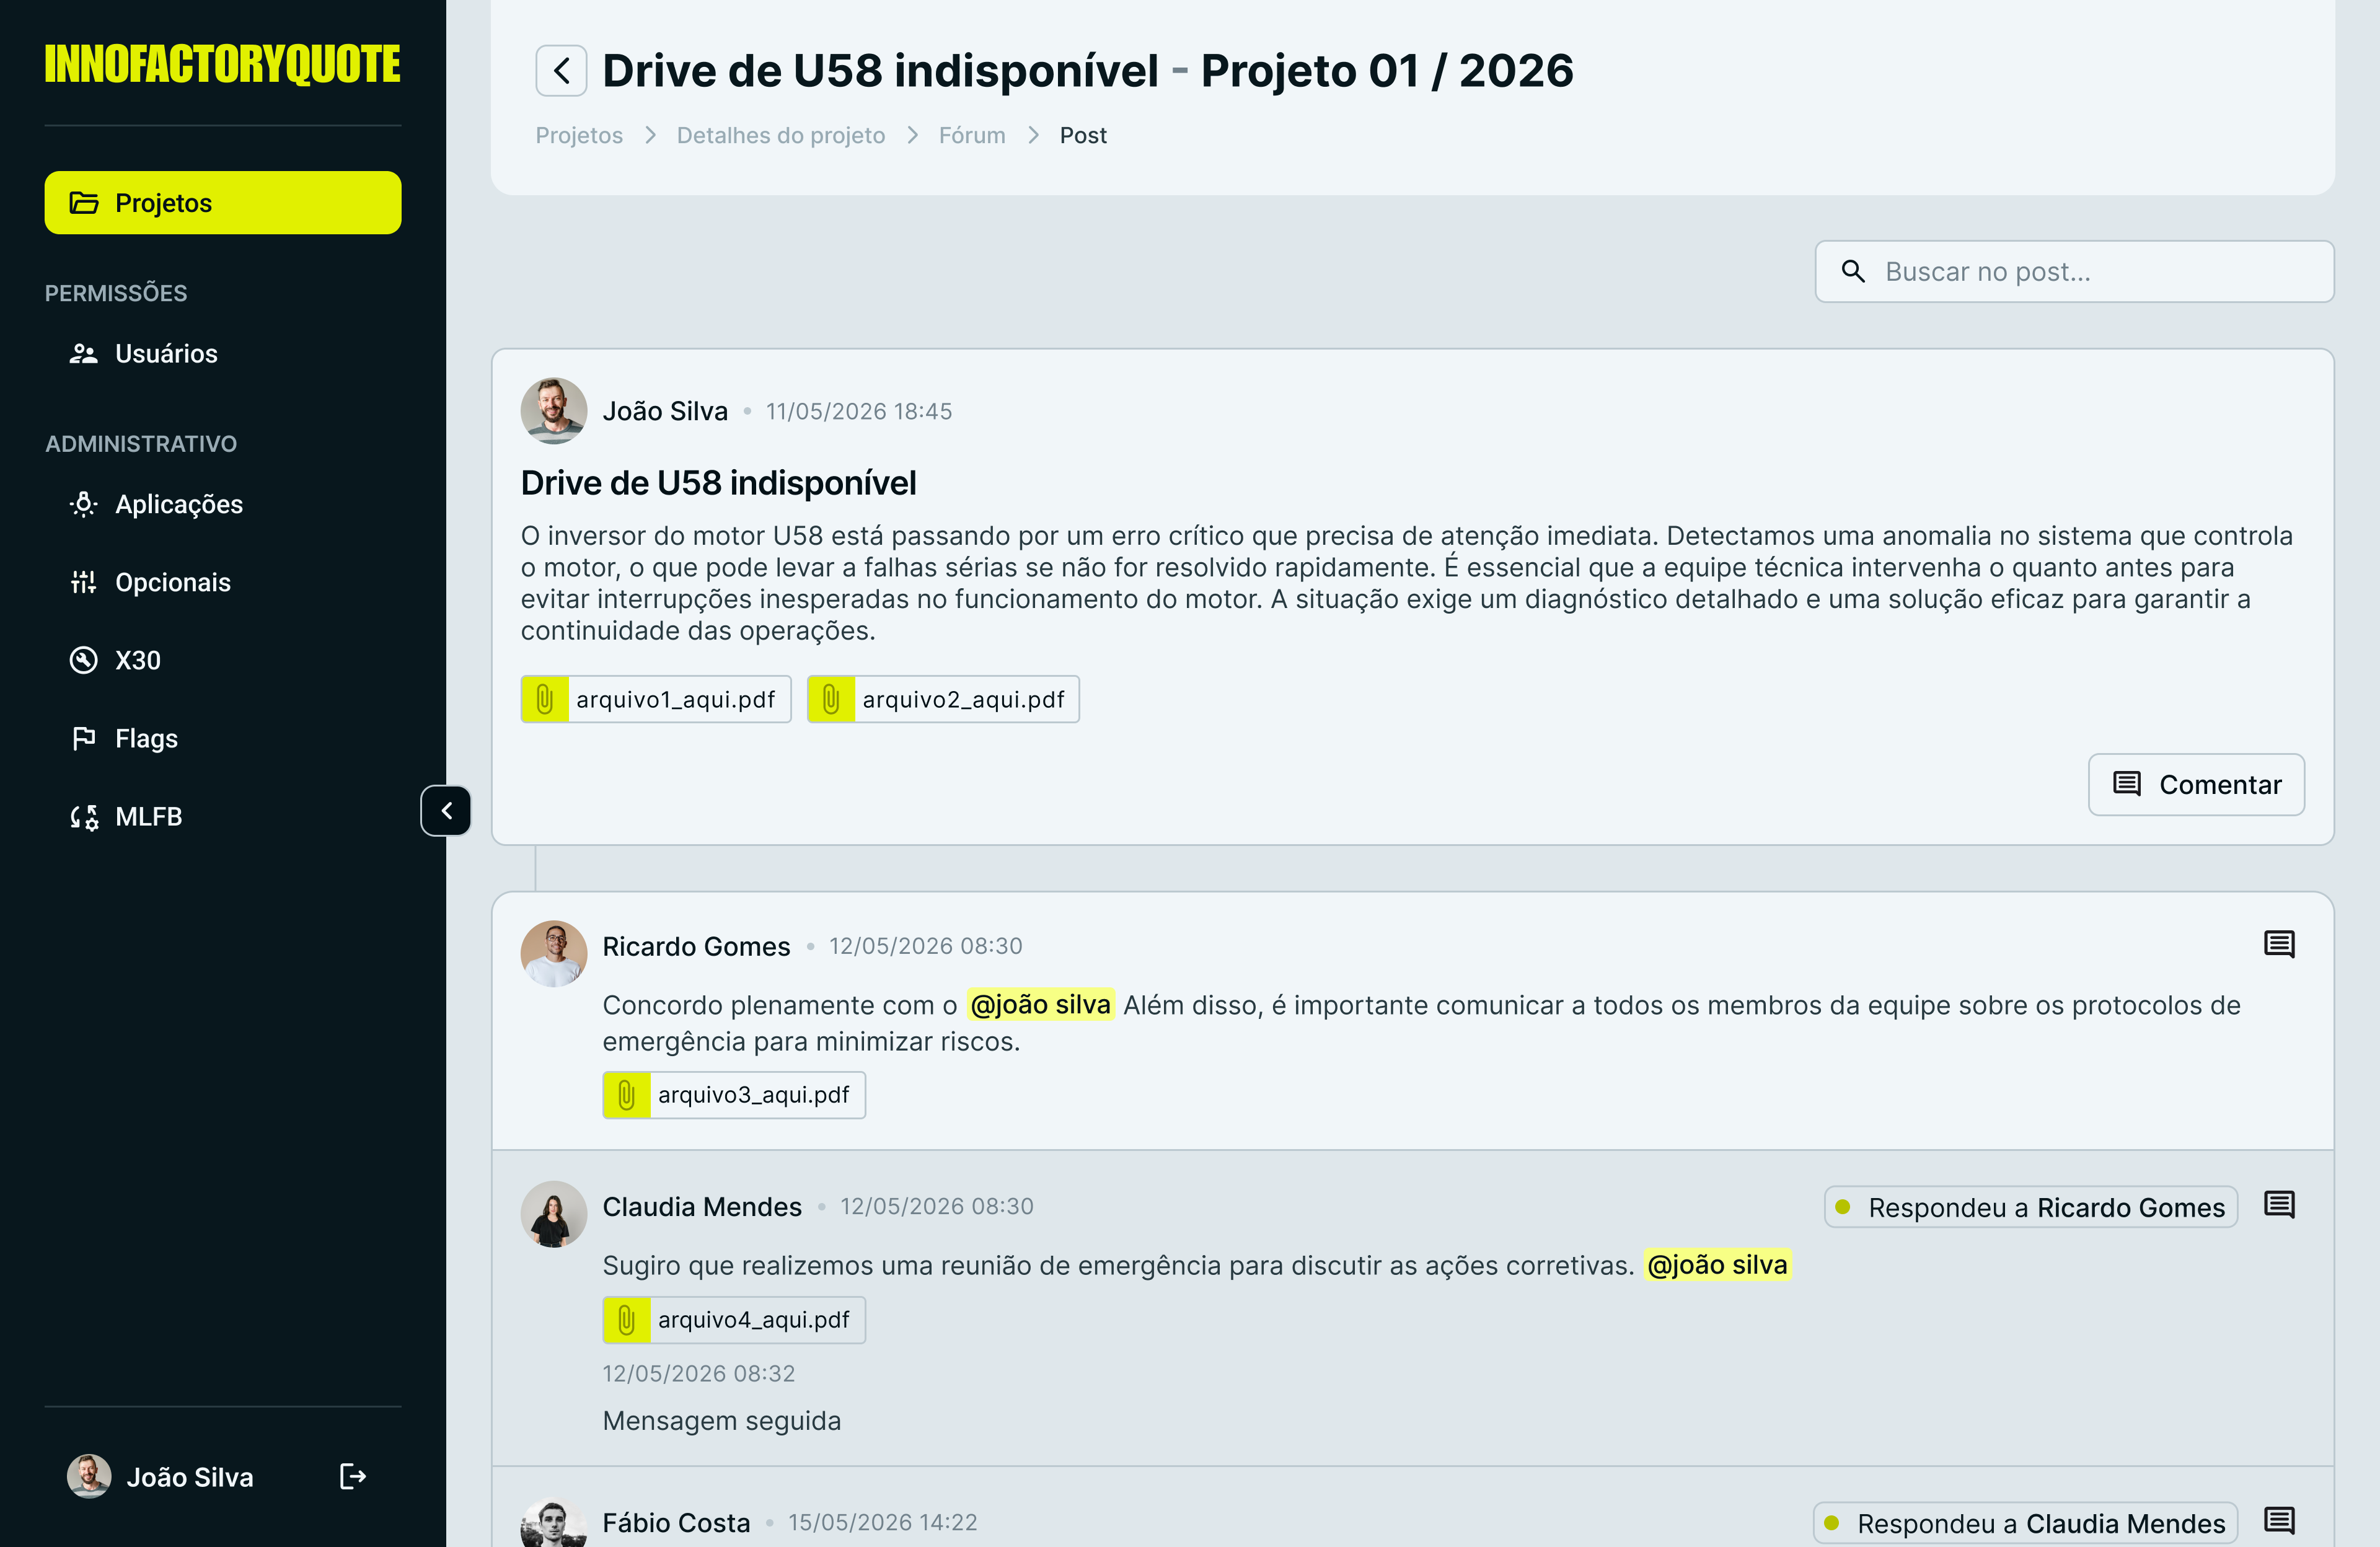 INNOFACTORYQUOTE
Projetos
PERMISSÕES
Usuários
ADMINISTRATIVO
Aplicações
Opcionais
X30
Flags
MLFB
João Silva
Drive de U58 indisponível - Projeto 01 / 2026
Projetos > Detalhes do projeto > Fórum > Post
Buscar no post...
João Silva • 11/05/2026 18:45
Drive de U58 indisponível
O inversor do motor U58 está passando por um erro crítico que precisa de atenção imediata. Detectamos uma anomalia no sistema que controla
o motor, o que pode levar a falhas sérias se não for resolvido rapidamente. É essencial que a equipe técnica intervenha o quanto antes para
evitar interrupções inesperadas no funcionamento do motor. A situação exige um diagnóstico detalhado e uma solução eficaz para garantir a
continuidade das operações.
arquivo1_aqui.pdf arquivo2_aqui.pdf
Comentar
Ricardo Gomes • 12/05/2026 08:30
Concordo plenamente com o @joão silva Além disso, é importante comunicar a todos os membros da equipe sobre os protocolos de
emergência para minimizar riscos.
arquivo3_aqui.pdf
Claudia Mendes • 12/05/2026 08:30 Respondeu a Ricardo Gomes
Sugiro que realizemos uma reunião de emergência para discutir as ações corretivas. @joão silva
arquivo4_aqui.pdf
12/05/2026 08:32
Mensagem seguida
Fábio Costa • 15/05/2026 14:22 Respondeu a Claudia Mendes